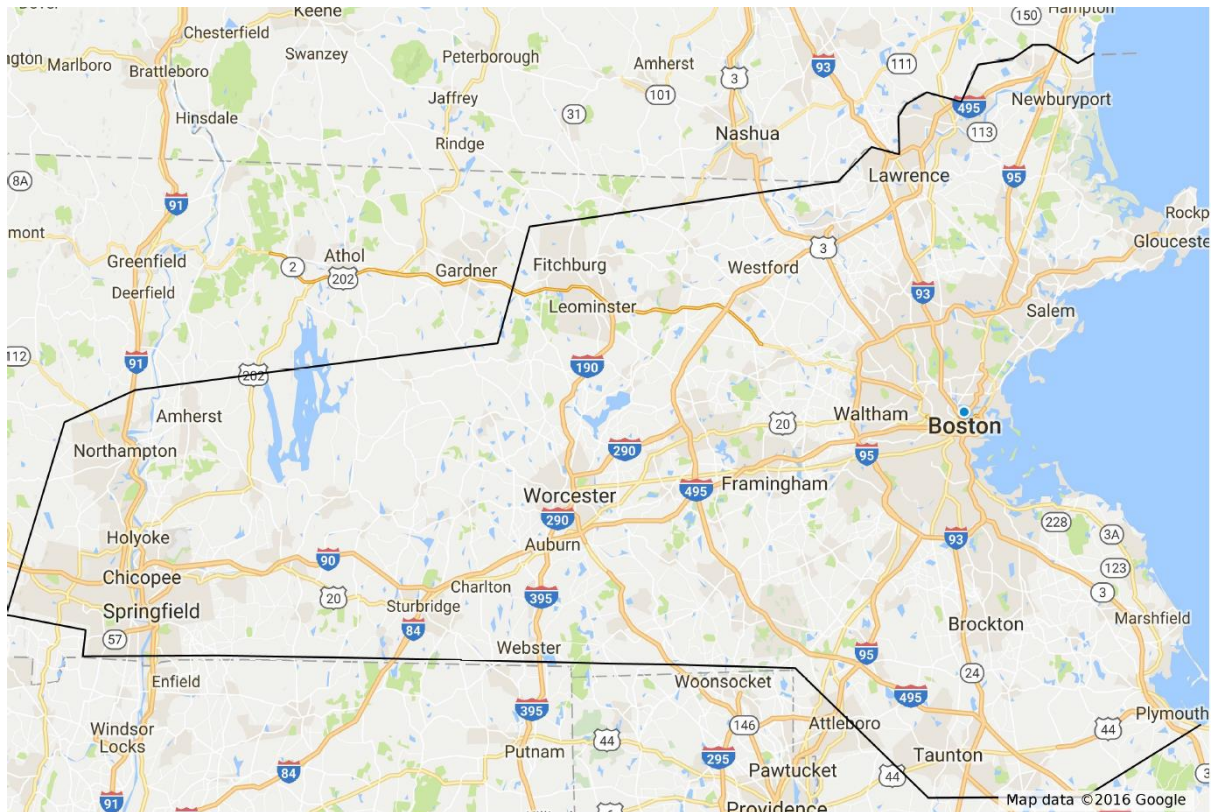 Dover
Keene
Hampton
150
Chesterfield
Swanzey
Peterborough
Amherst
111
Marlboro
Brattleboro
3
93
101
Jaffrey
495
Newburyport
Hinsdale
31
Nashua
113
Rindge
8A
Lawrence
95
91
Rockp
mont
Athol
3
Glouceste
Greenfield
2
202
Gardner
Fitchburg
Westford
Deerfield
93
Leominster
Salem
112
91
202
190
Amherst
Waltham
Boston
20
Northampton
290
95
Worcester
495
Framingham
290
228
3A
Holyoke
Auburn
93
90
123
Chicopee
Charlton
3
20
395
Springfield
Sturbridge
Marshfield
57
84
Brockton
Webster
95
Enfield
Woonsocket
24
495
395
Plymouth
Windsor
Locks
146
Attleboro
44
Putnam
44
Taunton
84
295
Pawtucket
44
3
91
6
Providence
Map data ©2016 Google